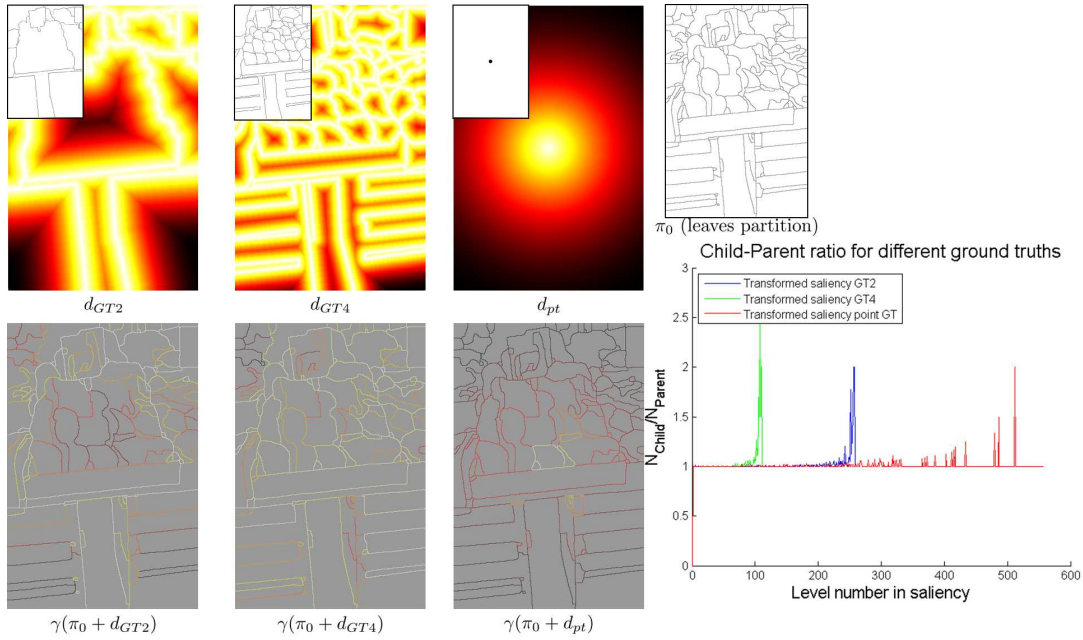 d_{GT2}
d_{GT4}
d_{pt}
π_0 (leaves partition)
γ(π_0 + d_{GT2})
γ(π_0 + d_{GT4})
γ(π_0 + d_{pt})
Child-Parent ratio for different ground truths
Transformed saliency GT2
Transformed saliency GT4
Transformed saliency point GT
N_{Child}/N_{Parent}
3
2.5
2
1.5
1
0.5
0
0 100 200 300 400 500 600
Level number in saliency